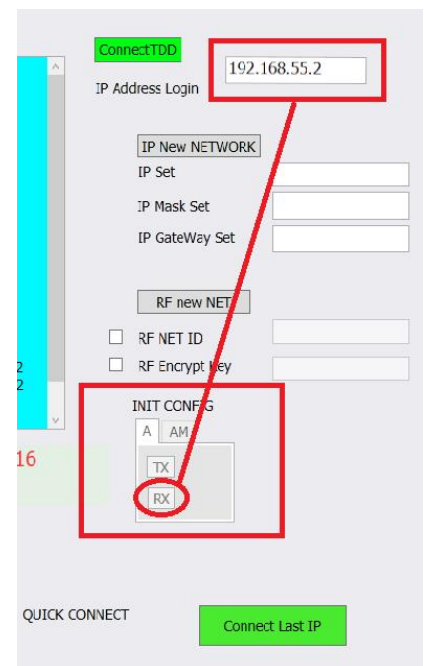 ConnectTDD
192.168.55.2
IP Address Login
IP New NETWORK
IP Set
IP Mask Set
IP GateWay Set
RF new NET
RF NET ID
RF Encrypt Key
2
2
INIT CONFIG
A AM
16
TX
RX
QUICK CONNECT
Connect Last IP